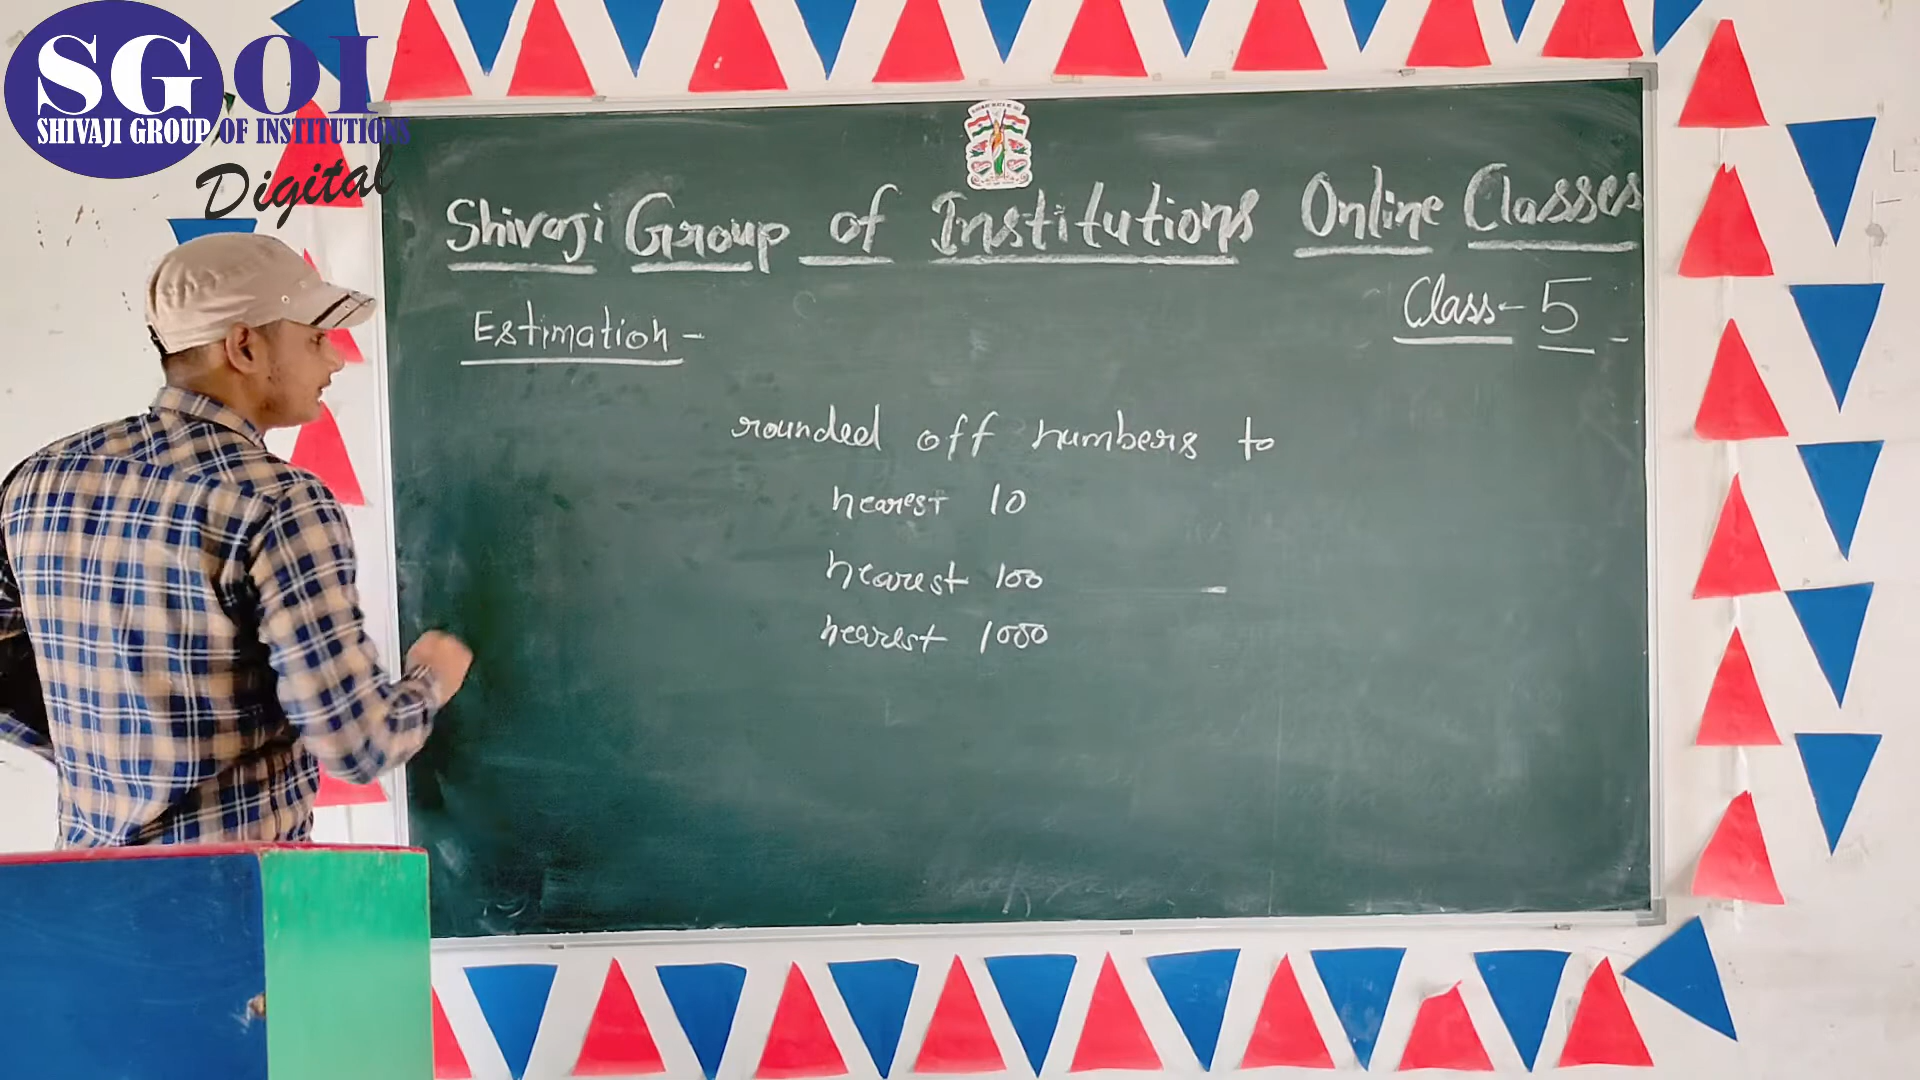 SGOI
SHIVAJI GROUP OF INSTITUTIONS
Digital
Shivaji Group of Institutions Online Classes
Class - 5
Estimation -
rounded off numbers to
nearest 10
nearest 100
nearest 1000